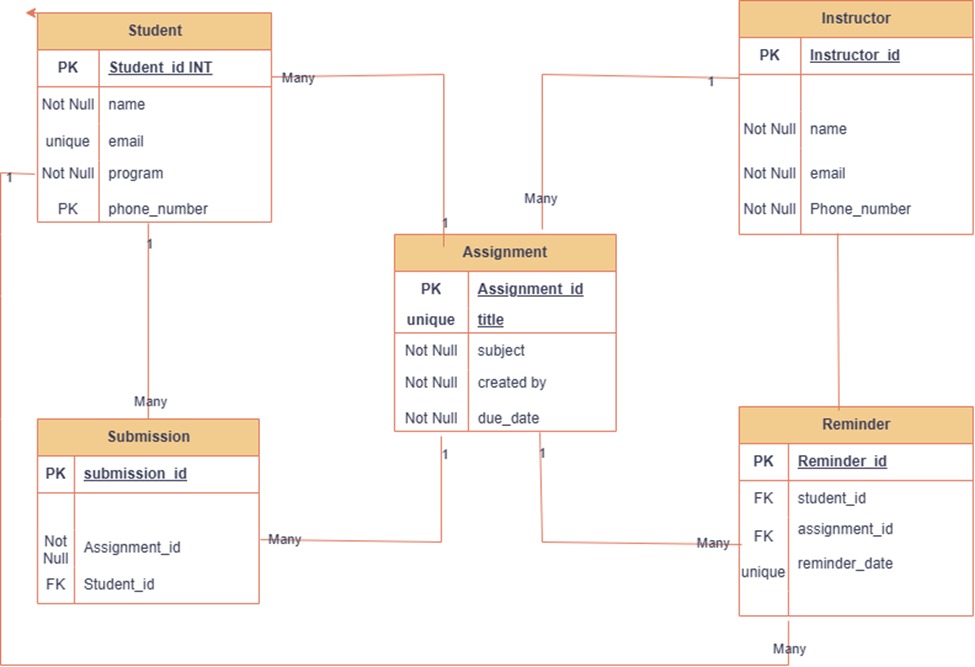 Student
PK Student_id INT
Not Null name
unique email
Not Null program
PK phone_number
Many
1
1
1
Instructor
PK Instructor_id
Not Null name
Not Null email
Not Null Phone_number
1
Many
Assignment
PK Assignment_id
unique title
Not Null subject
Not Null created by
Not Null due_date
1
1
Many
Submission
PK submission_id
Not
Null Assignment_id
FK Student_id
Many
Many
Reminder
PK Reminder_id
FK student_id
FK assignment_id
unique reminder_date
Many